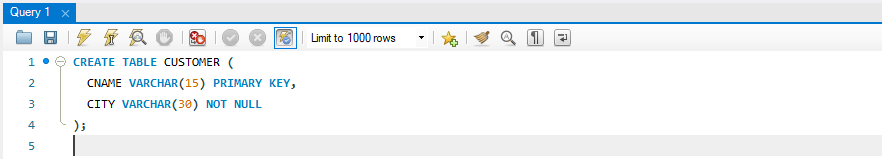 Query 1
Limit to 1000 rows
1 CREATE TABLE CUSTOMER (
2 CNAME VARCHAR(15) PRIMARY KEY,
3 CITY VARCHAR(30) NOT NULL
4 );
5